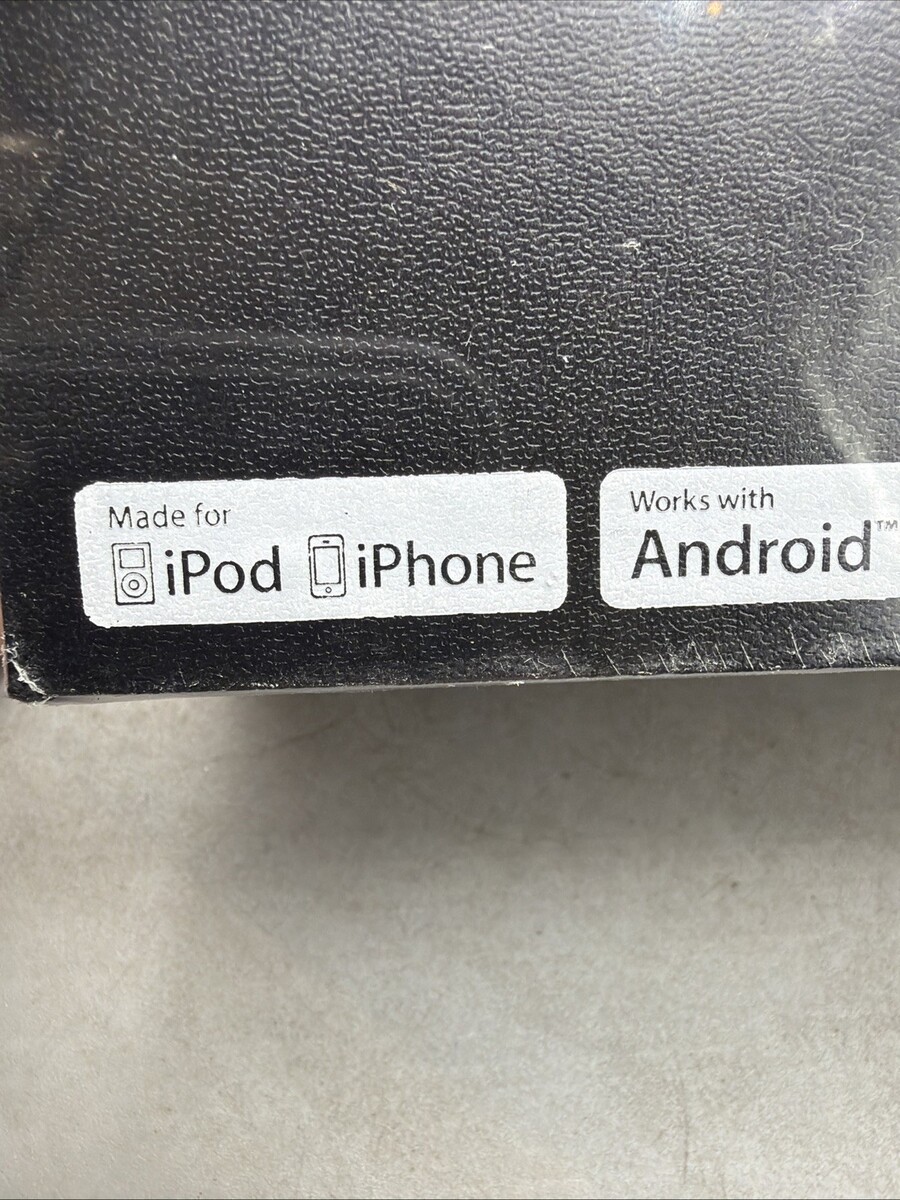 Made for
iPod iPhone
Works with
Android™